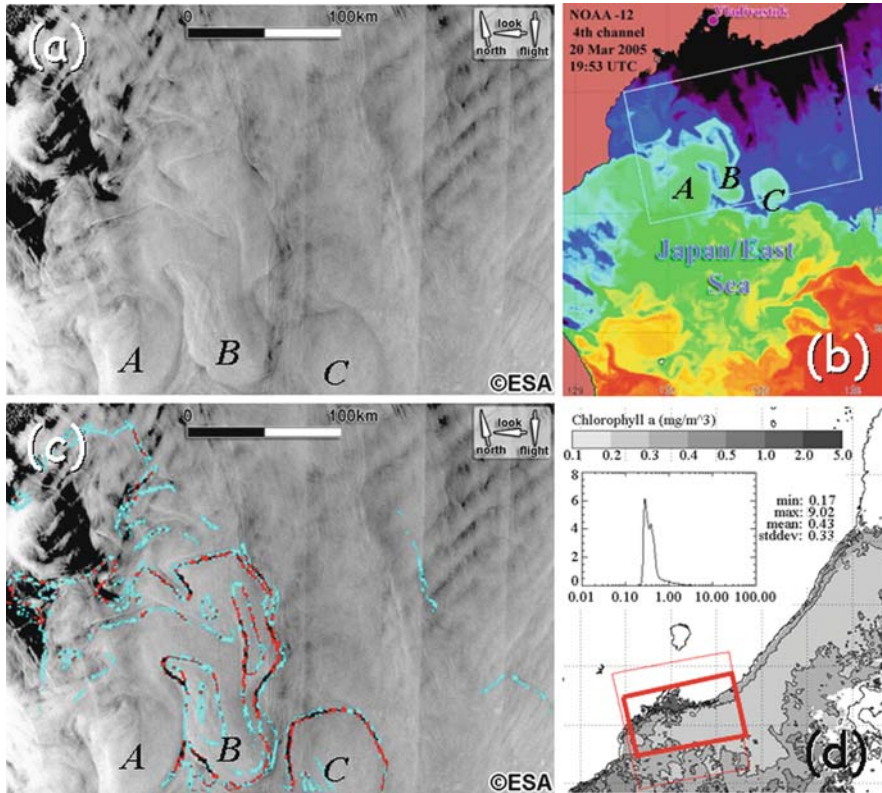 (a)
0 100km
look
north flight
A B C
©ESA
NOAA -12
4th channel
20 Mar 2005
19:53 UTC
Vladivostok
A B C
Japan/East
Sea
(b)
129
(c)
0 100km
look
north flight
A B C
©ESA
Chlorophyll a (mg/m^3)
0.1 0.2 0.3 0.4 0.5 1.0 2.0 5.0
8
6
4
2
0
0.01 0.10 1.00 10.00 100.00
min: 0.17
max: 9.02
mean: 0.43
stddev: 0.33
(d)